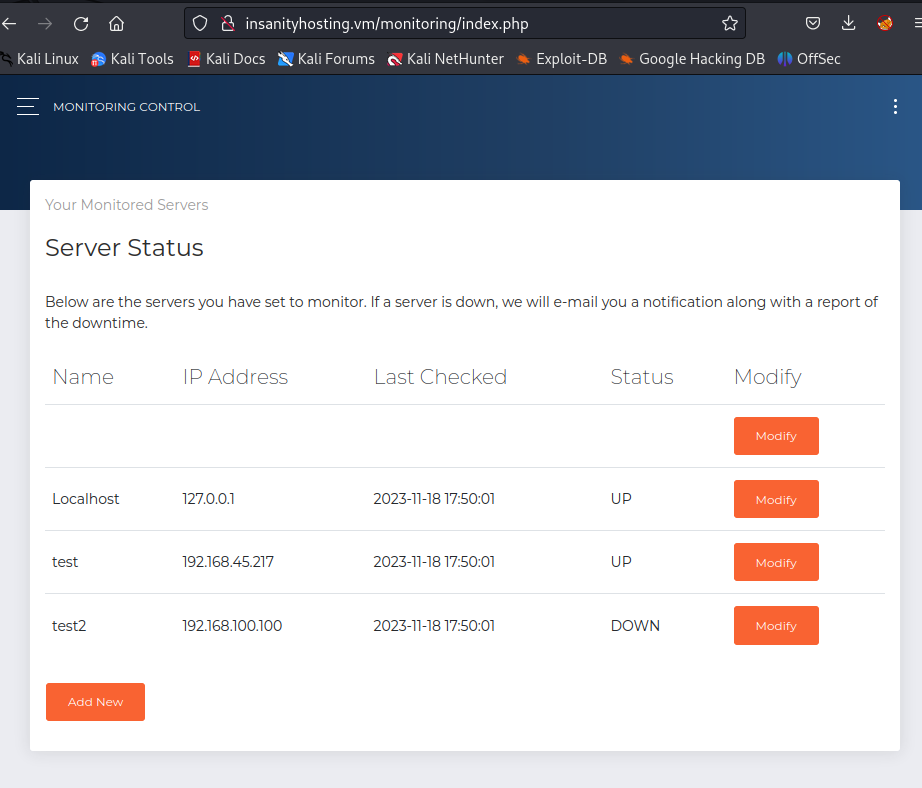 insanityhosting.vm/monitoring/index.php
Kali Linux Kali Tools Kali Docs Kali Forums Kali NetHunter Exploit-DB Google Hacking DB OffSec
MONITORING CONTROL
Your Monitored Servers
Server Status
Below are the servers you have set to monitor. If a server is down, we will e-mail you a notification along with a report of
the downtime.
Name IP Address Last Checked Status Modify
Modify
Localhost 127.0.0.1 2023-11-18 17:50:01 UP Modify
test 192.168.45.217 2023-11-18 17:50:01 UP Modify
test2 192.168.100.100 2023-11-18 17:50:01 DOWN Modify
Add New